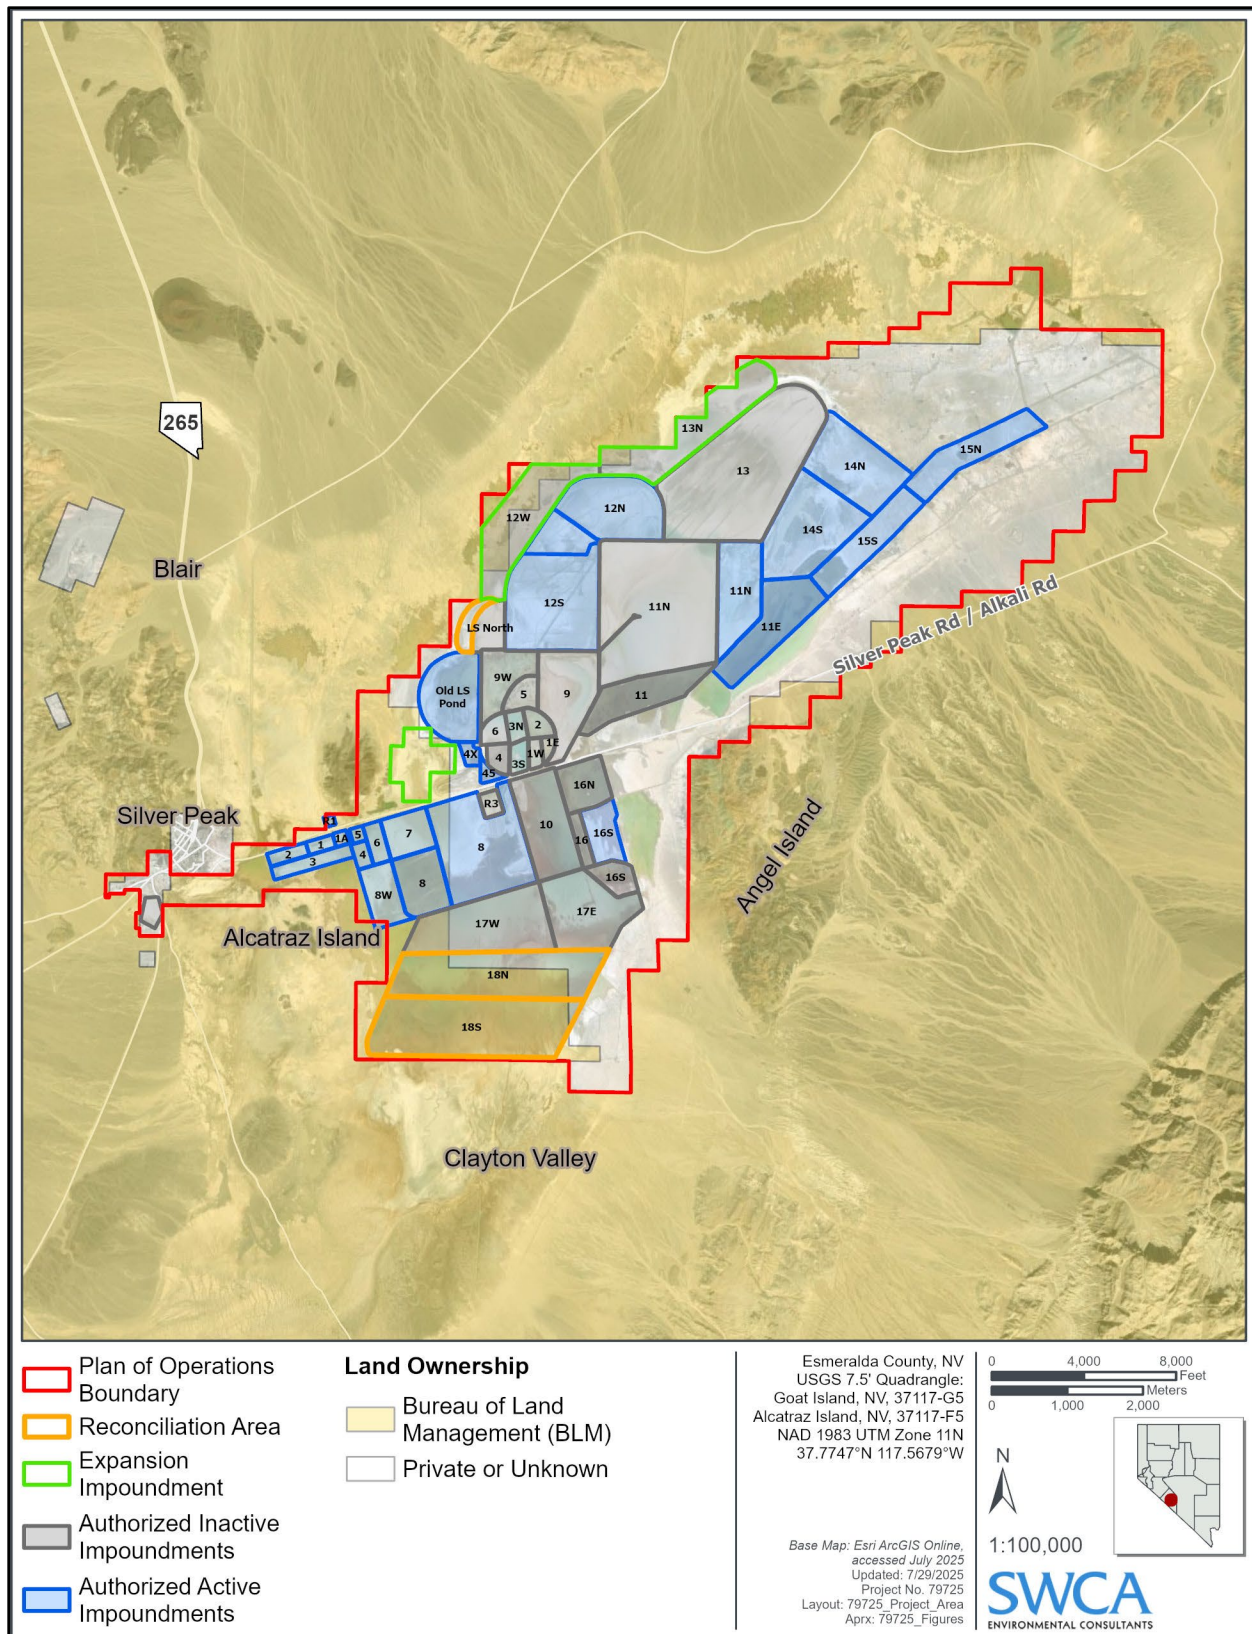 265
13N
13
14N
15N
12W
12N
14S
15S
Blair
12S
11N
11N
11E
LS North
Silver Peak Rd / Alkali Rd
9W
5
9
11
Old LS
Pond
6
3N
2
4X
4
3S
1W
1E
45
16N
R3
Silver Peak
R1
2
1
1A
5
3
4
6
7
8
10
16
16S
Angel Island
8W
8
16S
17W
17E
Alcatraz Island
18N
18S
Clayton Valley
Plan of Operations
Boundary
Reconciliation Area
Expansion
Impoundment
Authorized Inactive
Impoundments
Authorized Active
Impoundments
Land Ownership
Bureau of Land
Management (BLM)
Private or Unknown
Esmeralda County, NV
USGS 7.5' Quadrangle:
Goat Island, NV, 37117-G5
Alcatraz Island, NV, 37117-F5
NAD 1983 UTM Zone 11N
37.7747°N 117.5679°W
Base Map: Esri ArcGIS Online,
accessed July 2025
Updated: 7/29/2025
Project No. 79725
Layout: 79725_Project_Area
Aprx: 79725_Figures
0 4,000 8,000
Feet
Meters
0 1,000 2,000
N
1:100,000
SWCA
ENVIRONMENTAL CONSULTANTS